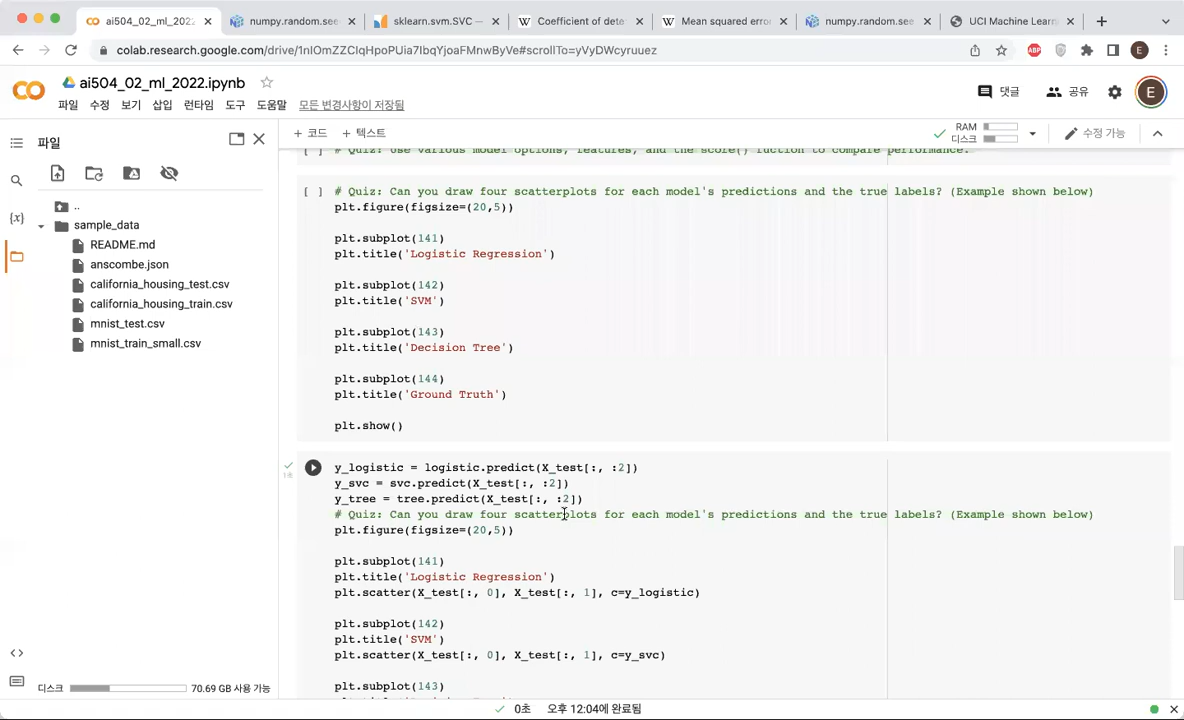 ai504_02_ml_2022.
numpy.random.see
sklearn.svm.SVC —
Coefficient of dete
Mean squared erro
numpy.random.see
UCI Machine Learn
colab.research.google.com/drive/1nIOmZZClqHpoPUia7IbqYjoaFMnwByVe#scrollTo=yVyDWcyruuez
ABP
E
ai504_02_ml_2022.ipynb
댓글
공유
E
파일 수정 보기 삽입 런타임 도구 도움말 모든 변경사항이 저장됨
파일
+ 코드 + 텍스트
RAM
디스크
수정 가능
..
sample_data
README.md
anscombe.json
california_housing_test.csv
california_housing_train.csv
mnist_test.csv
mnist_train_small.csv
{x}
<>
디스크
70.69 GB 사용 가능
[ ] # Quiz: Use various model options, features, and the score() fuction to compare performance.
[ ] # Quiz: Can you draw four scatterplots for each model's predictions and the true labels? (Example shown below)
plt.figure(figsize=(20,5))
plt.subplot(141)
plt.title('Logistic Regression')
plt.subplot(142)
plt.title('SVM')
plt.subplot(143)
plt.title('Decision Tree')
plt.subplot(144)
plt.title('Ground Truth')
plt.show()
1초
y_logistic = logistic.predict(X_test[:, :2])
y_svc = svc.predict(X_test[:, :2])
y_tree = tree.predict(X_test[:, :2])
# Quiz: Can you draw four scatterplots for each model's predictions and the true labels? (Example shown below)
plt.figure(figsize=(20,5))
plt.subplot(141)
plt.title('Logistic Regression')
plt.scatter(X_test[:, 0], X_test[:, 1], c=y_logistic)
plt.subplot(142)
plt.title('SVM')
plt.scatter(X_test[:, 0], X_test[:, 1], c=y_svc)
plt.subplot(143)
0초 오후 12:04에 완료됨